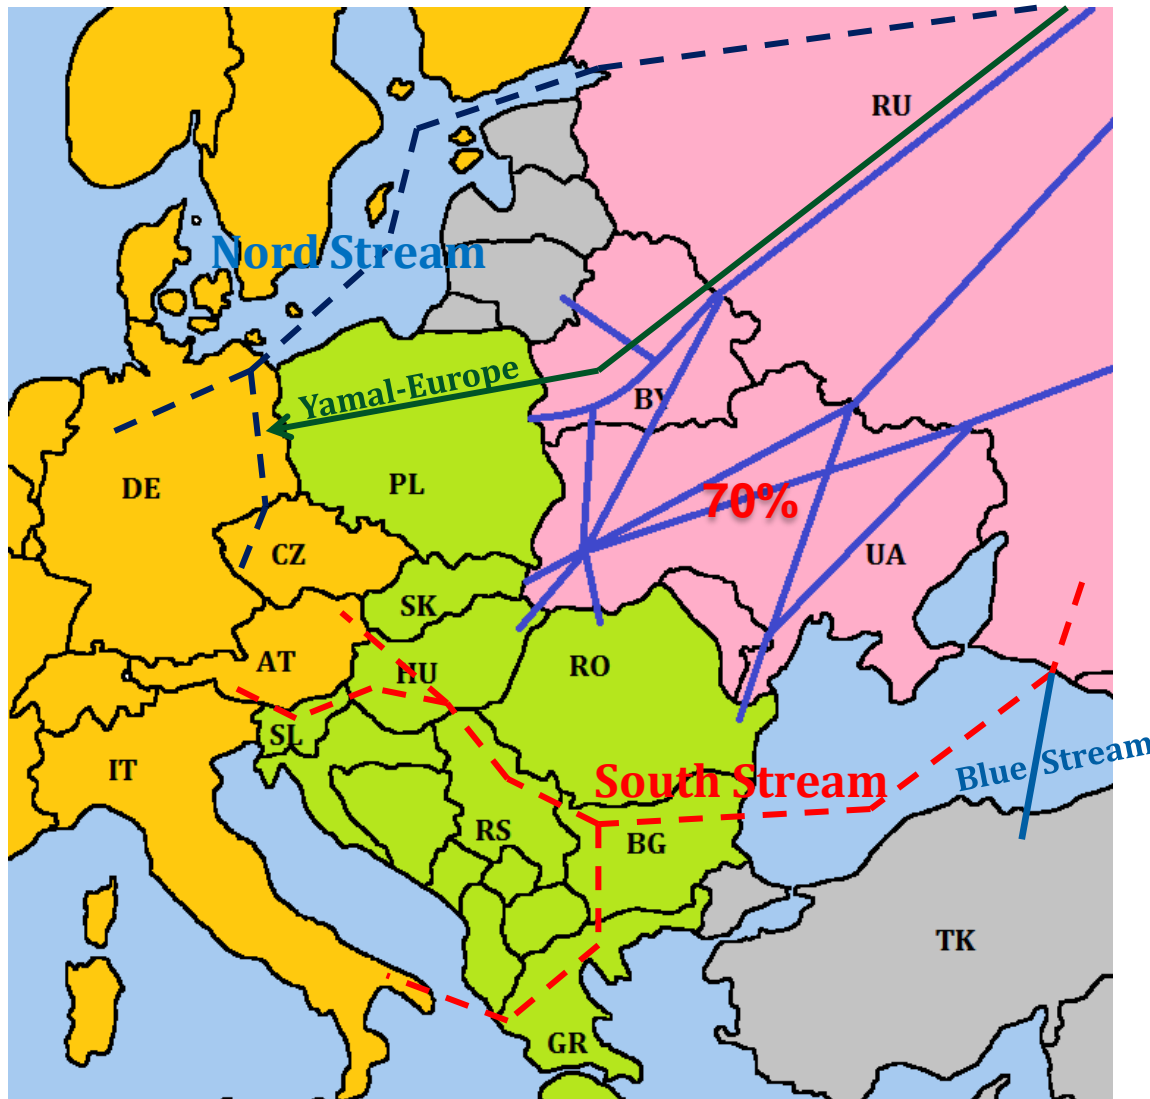 RU
Nord Stream
Yamal-Europe
BY
DE
PL
70%
CZ
UA
SK
AT
HU
RO
SL
IT
South Stream
Blue Stream
RS
BG
TK
GR